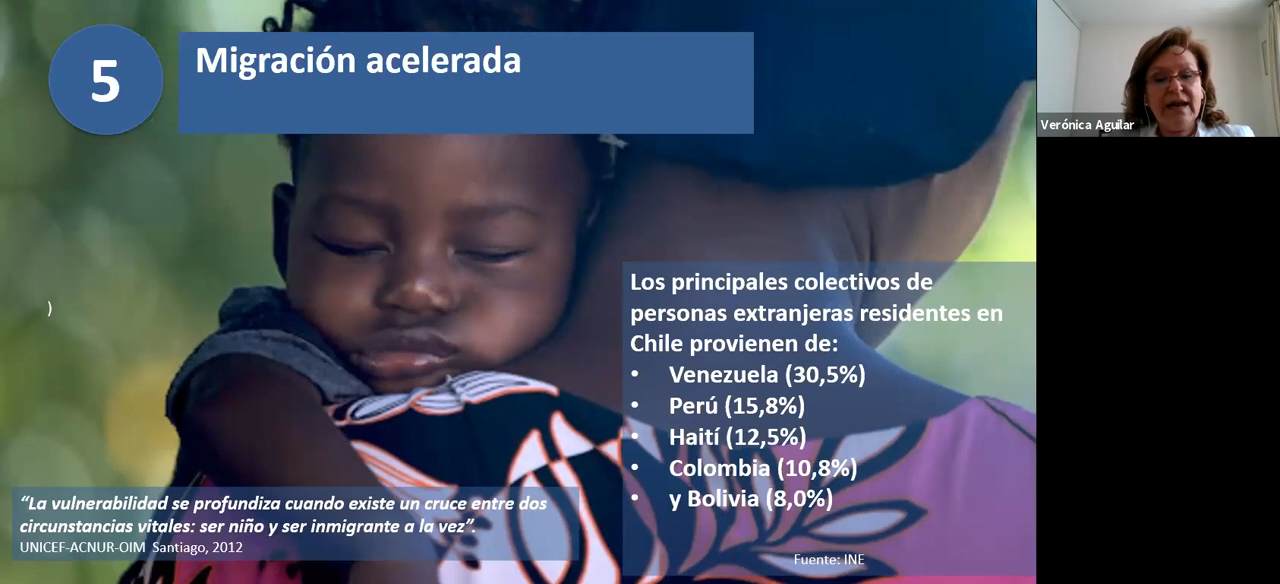 5
Migración acelerada
Verónica Aguilar
)
Los principales colectivos de
personas extranjeras residentes en
Chile provienen de:
• Venezuela (30,5%)
• Perú (15,8%)
• Haití (12,5%)
• Colombia (10,8%)
• y Bolivia (8,0%)
Fuente: INE
“La vulnerabilidad se profundiza cuando existe un cruce entre dos
circunstancias vitales: ser niño y ser inmigrante a la vez”.
UNICEF-ACNUR-OIM Santiago, 2012